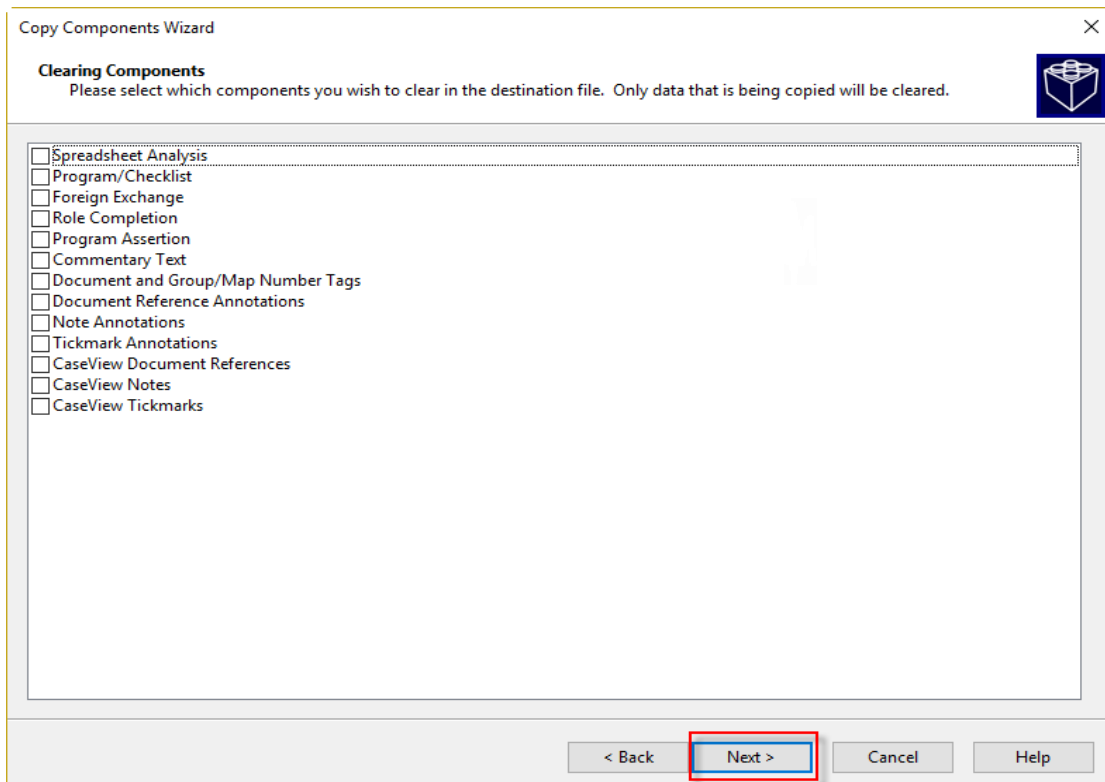 Copy Components Wizard
Clearing Components
Please select which components you wish to clear in the destination file.  Only data that is being copied will be cleared.
Spreadsheet Analysis
Program/Checklist
Foreign Exchange
Role Completion
Program Assertion
Commentary Text
Document and Group/Map Number Tags
Document Reference Annotations
Note Annotations
Tickmark Annotations
CaseView Document References
CaseView Notes
CaseView Tickmarks
< Back Next > Cancel Help